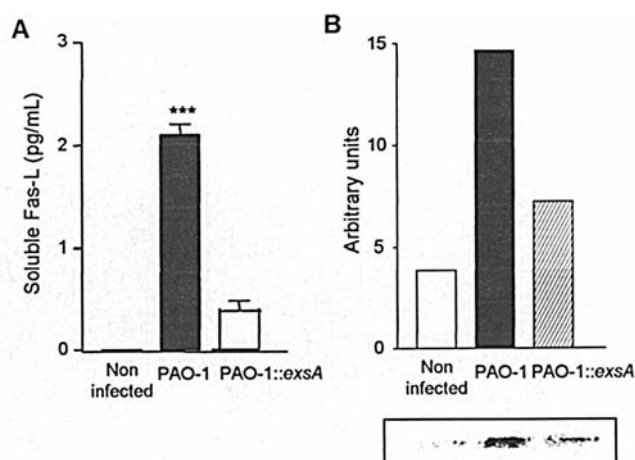 A
Soluble Fas-L (pg/mL)
3
2
1
0
***
Non
infected
PAO-1
PAO-1::exsA
B
Arbitrary units
15
10
5
0
Non
infected
PAO-1
PAO-1::exsA